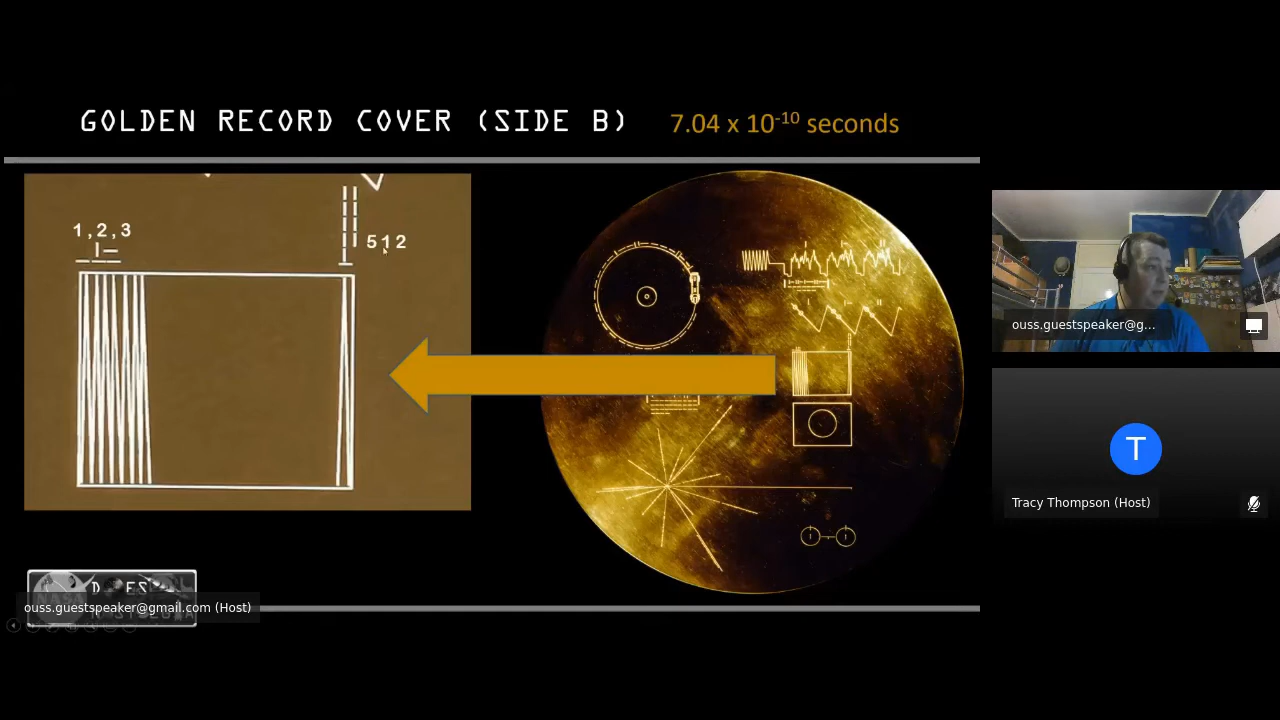 GOLDEN RECORD COVER (SIDE B)
7.04 x 10⁻¹⁰ seconds
1,2,3
512
ouss.guestspeaker@g...
T
Tracy Thompson (Host)
ouss.guestspeaker@gmail.com (Host)